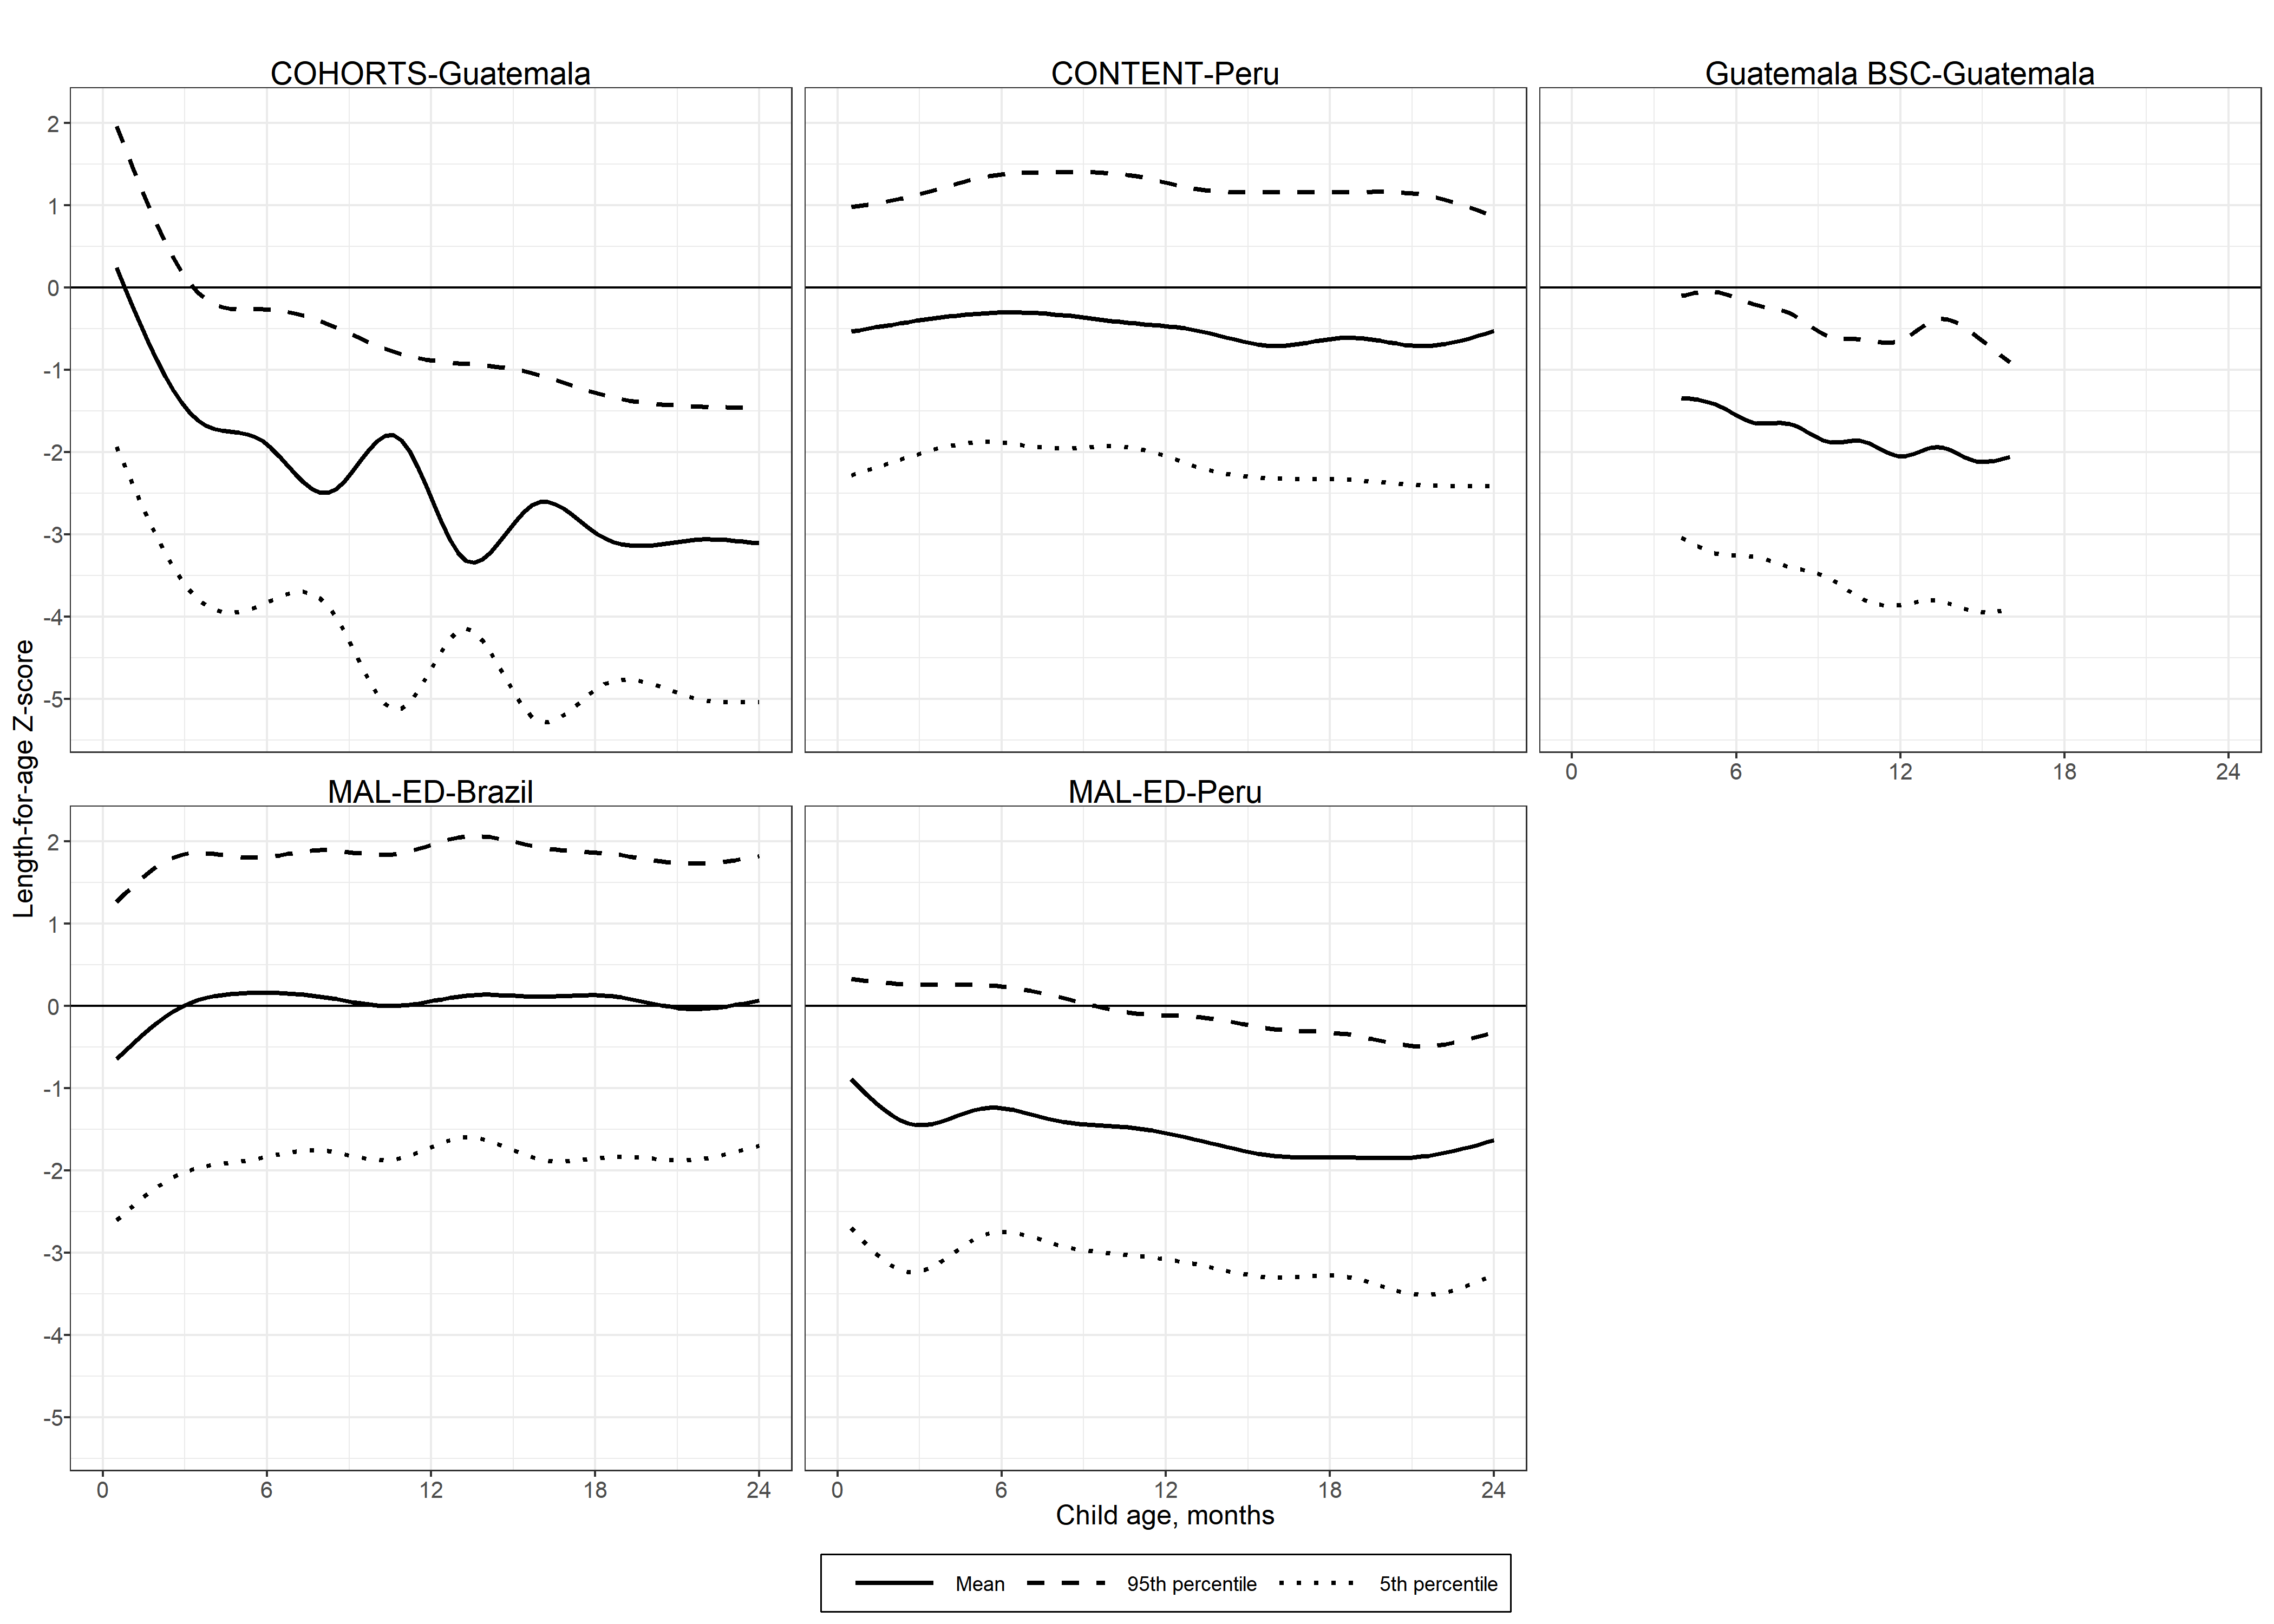 COHORTS-Guatemala
CONTENT-Peru
Guatemala BSC-Guatemala
2
1
0
-1
-2
-3
-4
-5
0 6 12 18 24
MAL-ED-Brazil
MAL-ED-Peru
2
1
0
-1
-2
-3
-4
-5
0 6 12 18 24
0 6 12 18 24
Length-for-age Z-score
Child age, months
Mean 95th percentile 5th percentile